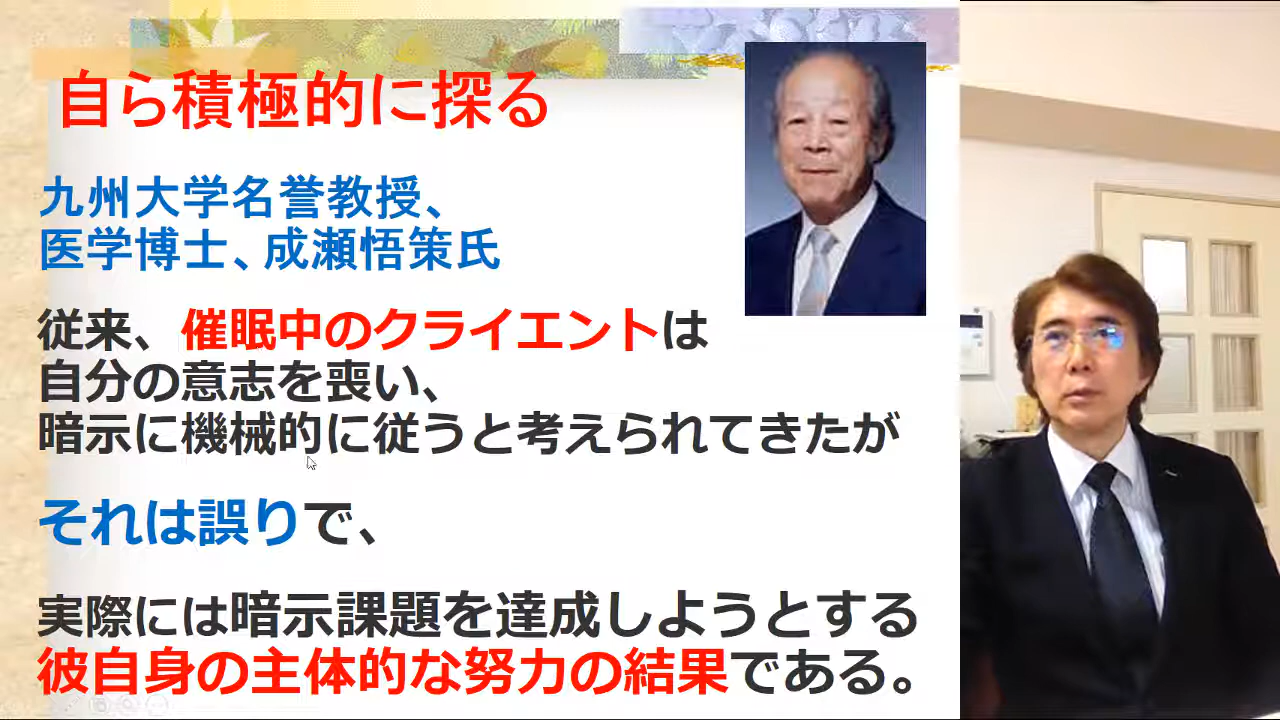 自ら積極的に探る
九州大学名誉教授、
医学博士、成瀬悟策氏
従来、催眠中のクライエントは
自分の意志を喪い、
暗示に機械的に従うと考えられてきたが
それは誤りで、
実際には暗示課題を達成しようとする
彼自身の主体的な努力の結果である。